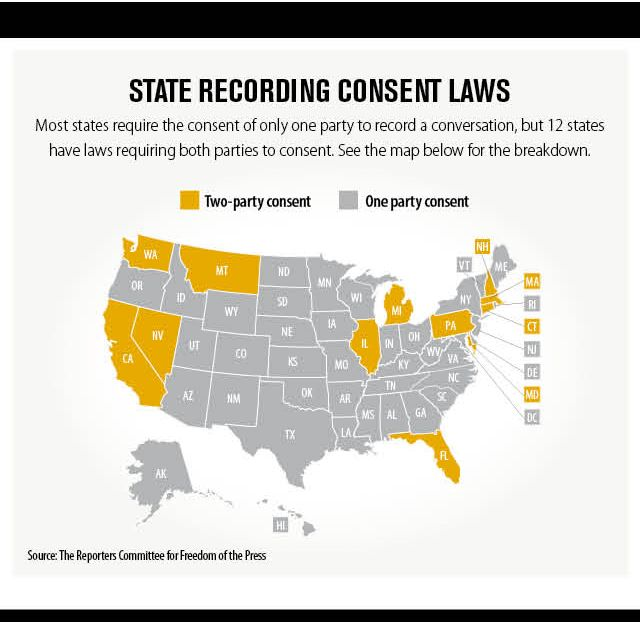 STATE RECORDING CONSENT LAWS
Most states require the consent of only one party to record a conversation, but 12 states
have laws requiring both parties to consent. See the map below for the breakdown.
Two-party consent
One party consent
WA
OR
CA
NV
ID
MT
WY
UT
AZ
CO
NM
ND
SD
NE
KS
OK
TX
MN
IA
MO
AR
LA
WI
IL
MS
MI
IN
OH
KY
TN
AL
GA
FL
SC
NC
VA
WV
PA
NY
VT
NH
ME
MA
RI
CT
NJ
DE
MD
DC
AK
HI
Source: The Reporters Committee for Freedom of the Press